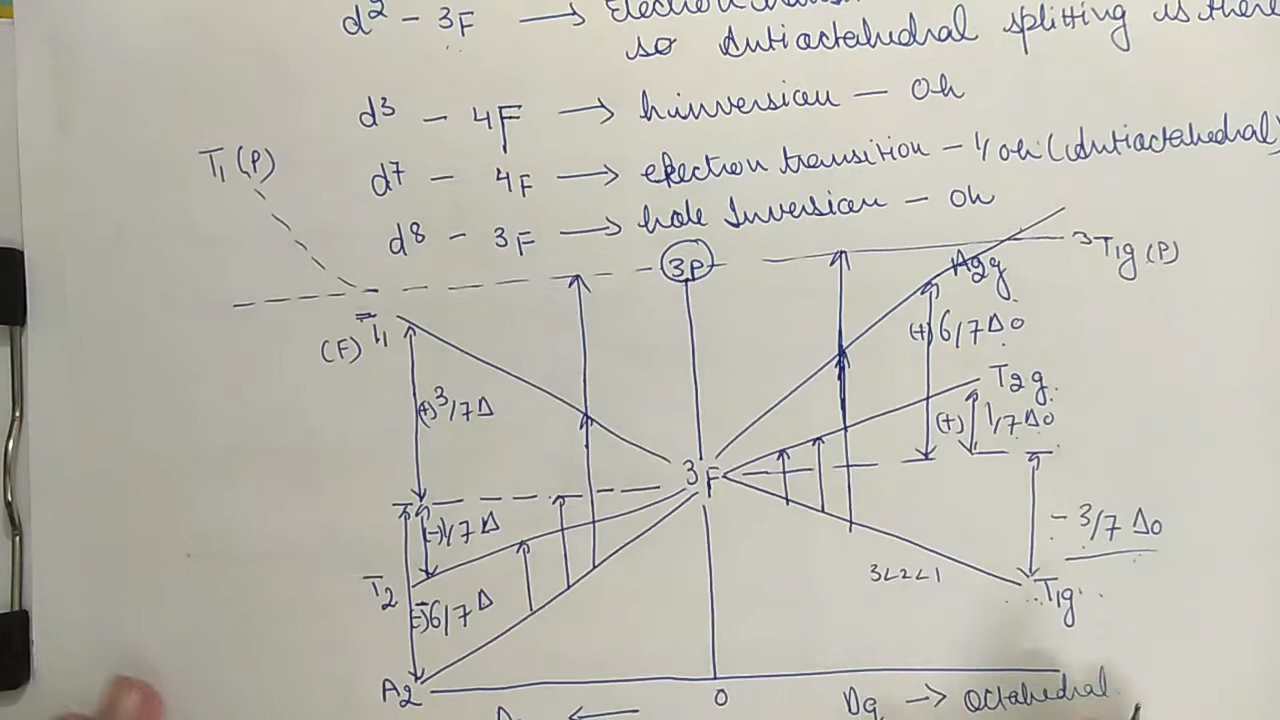 d² - 3F →
so Antioctahedral splitting is there
d³ - 4F → hinversion - Oh
d7 - 4F → electron transition - 1/oh (Antioctahedral)
d8 - 3F → hole Inversion - Oh
T₁ (P)
3P
³T₁g (P)
A₂g
(F) T₁
(+) 6/7 Δo
T₂g
(+) 3/7 Δ
(+) 1/7 Δo
3F
(-) 1/7 Δ
- 3/7 Δo
3<2<1
T₂
T₁g
(-) 6/7 Δ
A₂
0
Dq → octahedral